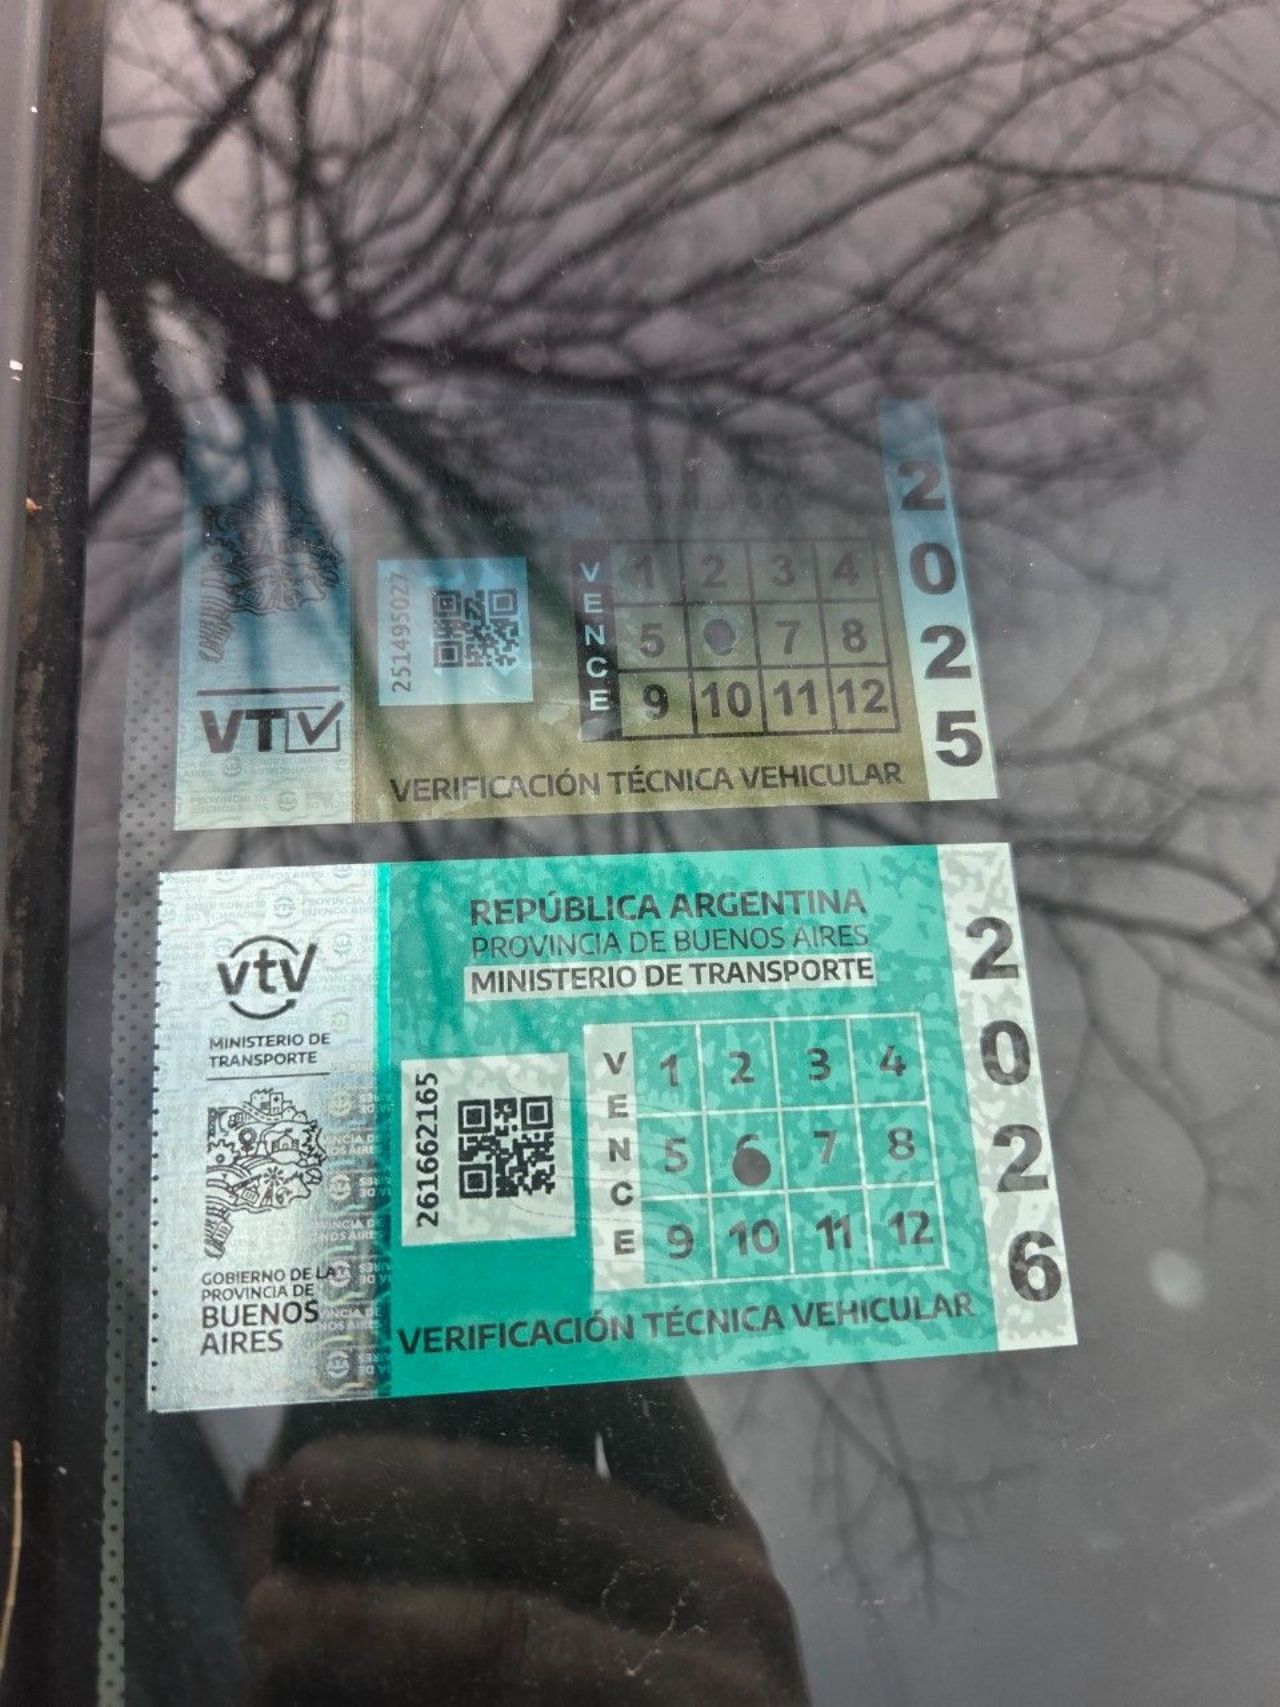 2025
251495027
VENCE
1 2 3 4
5 7 8
9 10 11 12
VTV
VERIFICACIÓN TÉCNICA VEHICULAR
REPÚBLICA ARGENTINA
PROVINCIA DE BUENOS AIRES
MINISTERIO DE TRANSPORTE
2026
vtv
MINISTERIO DE
TRANSPORTE
261662165
VENCE
1 2 3 4
5 6 7 8
9 10 11 12
GOBIERNO DE LA
PROVINCIA DE
BUENOS
AIRES
VERIFICACIÓN TÉCNICA VEHICULAR